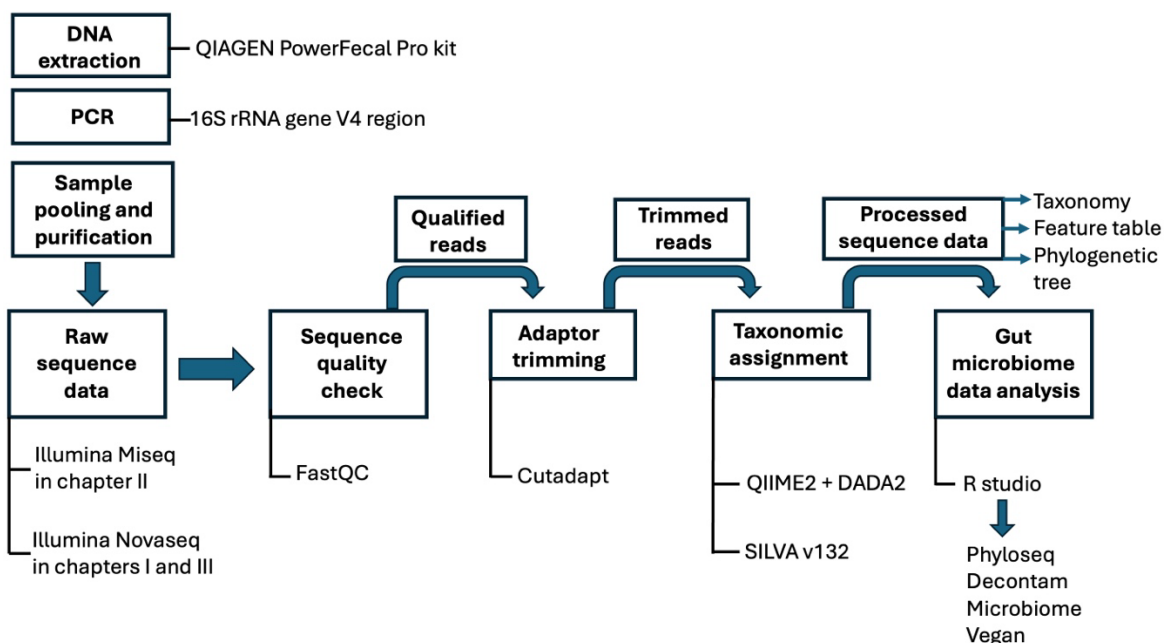 DNA
extraction
QIAGEN PowerFecal Pro kit
PCR
16S rRNA gene V4 region
Sample
pooling and
purification
Qualified
reads
Trimmed
reads
Processed
sequence data
Taxonomy
Feature table
Phylogenetic
tree
Raw
sequence
data
Sequence
quality
check
Adaptor
trimming
Taxonomic
assignment
Gut
microbiome
data analysis
Illumina Miseq
in chapter II
Illumina Novaseq
in chapters I and III
FastQC
Cutadapt
QIIME2 + DADA2
SILVA v132
R studio
Phyloseq
Decontam
Microbiome
Vegan